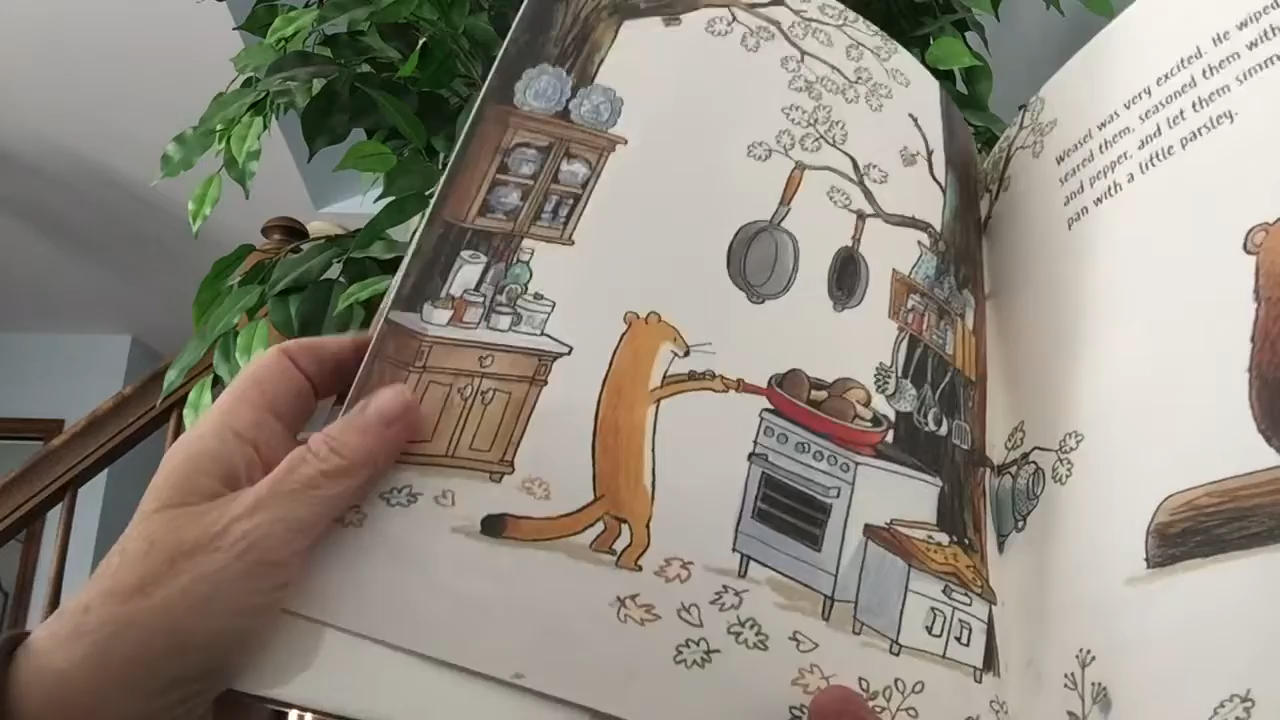 Weasel was very excited. He wiped
seared them, seasoned them with
and pepper, and let them simm
pan with a little parsley.